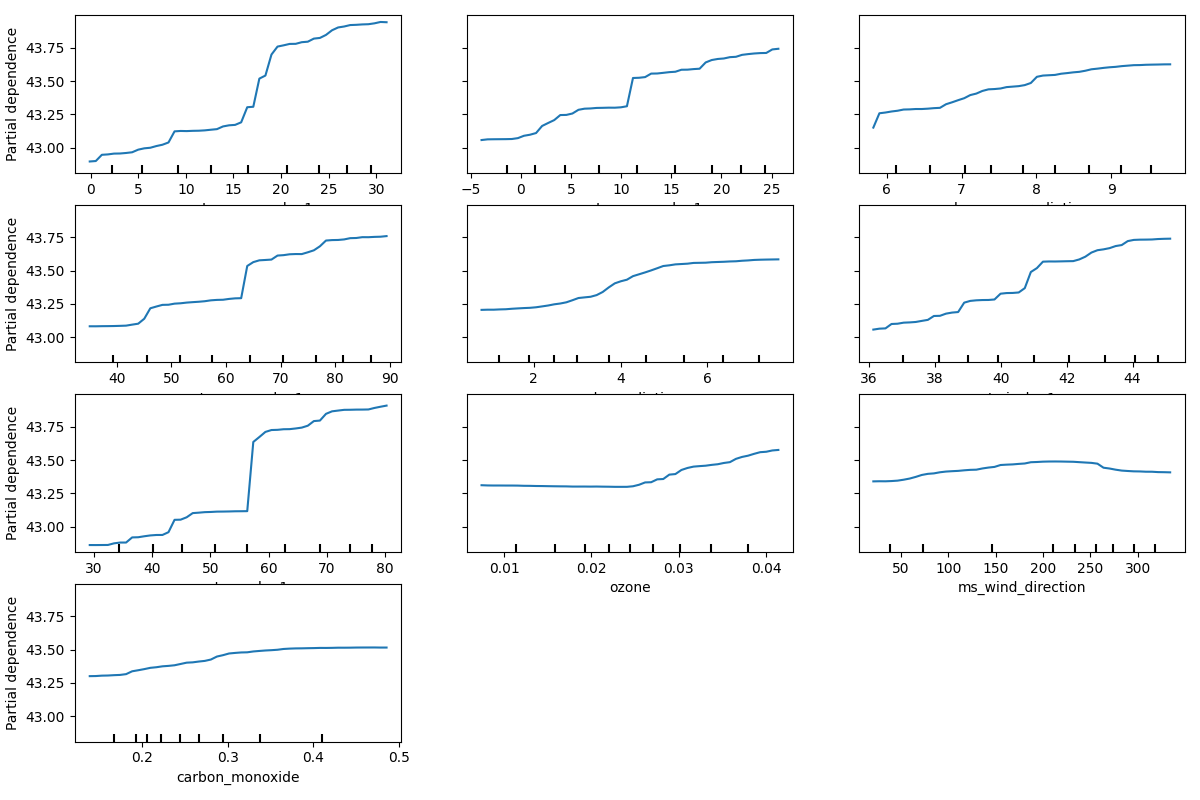 Partial dependence
43.75
43.50
43.25
43.00
0 5 10 15 20 25 30
−5 0 5 10 15 20 25
6 7 8 9
Partial dependence
43.75
43.50
43.25
43.00
40 50 60 70 80 90
2 4 6
36 38 40 42 44
Partial dependence
43.75
43.50
43.25
43.00
30 40 50 60 70 80
0.01 0.02 0.03 0.04
ozone
50 100 150 200 250 300
ms_wind_direction
Partial dependence
43.75
43.50
43.25
43.00
0.2 0.3 0.4 0.5
carbon_monoxide